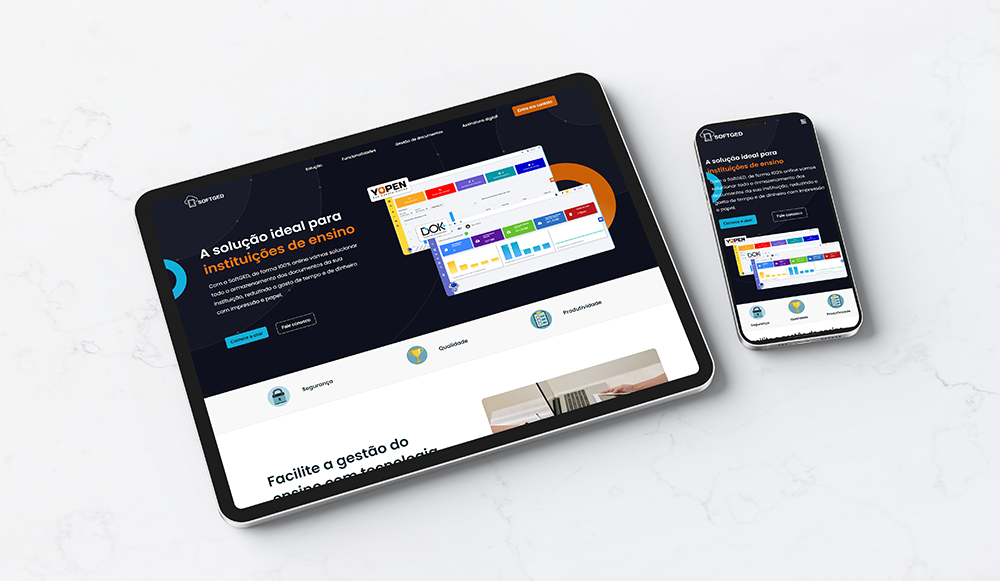 Entre em contato
Solução
Funcionalidades
Gestão de documentos
Assinatura digital
SOFTGED
A solução ideal para
instituições de ensino
Com o SoftGED, de forma 100% online vamos solucionar
todo o armazenamento dos documentos da sua
instituição, reduzindo o gasto de tempo e de dinheiro
com impressão e papel.
Comece a usar
Fale conosco
YOPEN
DOK
Segurança
Qualidade
Produtividade
Facilite a gestão do
ensino com tecnologia
SOFTGED
A solução ideal para
instituições de ensino
Com o SoftGED, de forma 100% online vamos
solucionar todo o armazenamento dos
documentos da sua instituição, reduzindo o
gasto de tempo e de dinheiro com impressão
e papel.
Comece a usar
Fale conosco
YOPEN
DOK
Segurança
Qualidade
Produtividade